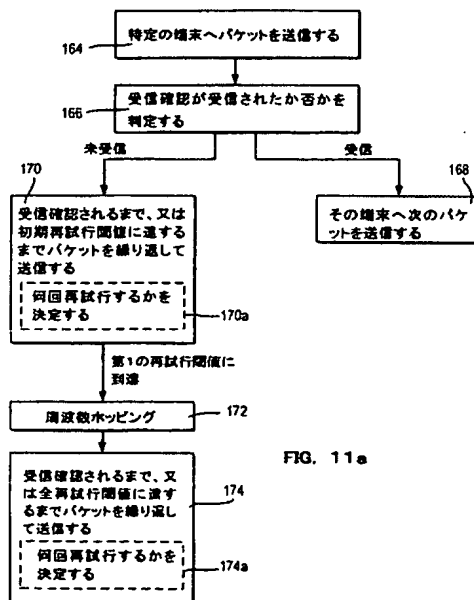 特定の端末へパケットを送信する
164
受信確認が受信されたか否かを
判定する
166
未受信
受信
170
受信確認されるまで、又は
初期再試行閾値に達する
までパケットを繰り返して
送信する
何回再試行するかを
決定する
170a
168
その端末へ次のパケ
ットを送信する
第1の再試行閾値に
到達
周波数ホッピング
172
受信確認されるまで、又
は全再試行閾値に達す
るまでパケットを繰り返し
て送信する
174
何回再試行するかを
決定する
174a
FIG. 11a